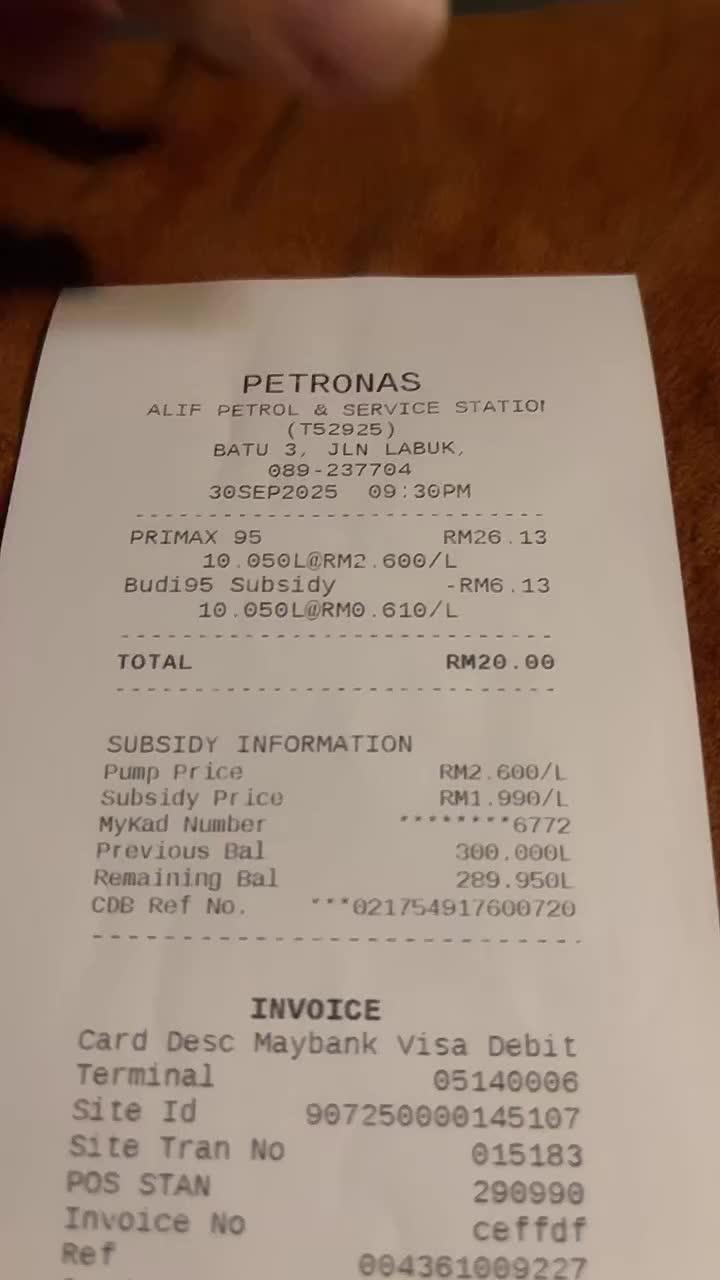 PETRONAS
ALIF PETROL & SERVICE STATION
(T52925)
BATU 3, JLN LABUK,
089-237704
30SEP2025 09:30PM
PRIMAX 95 RM26.13
10.050L@RM2.600/L
Budi95 Subsidy -RM6.13
10.050L@RM0.610/L
TOTAL RM20.00
SUBSIDY INFORMATION
Pump Price RM2.600/L
Subsidy Price RM1.990/L
MyKad Number ********6772
Previous Bal 300.000L
Remaining Bal 289.950L
CDB Ref No. ***021754917600720
INVOICE
Card Desc Maybank Visa Debit
Terminal 05140006
Site Id 907250000145107
Site Tran No 015183
POS STAN 290990
Invoice No ceffdf
Ref 004361009227